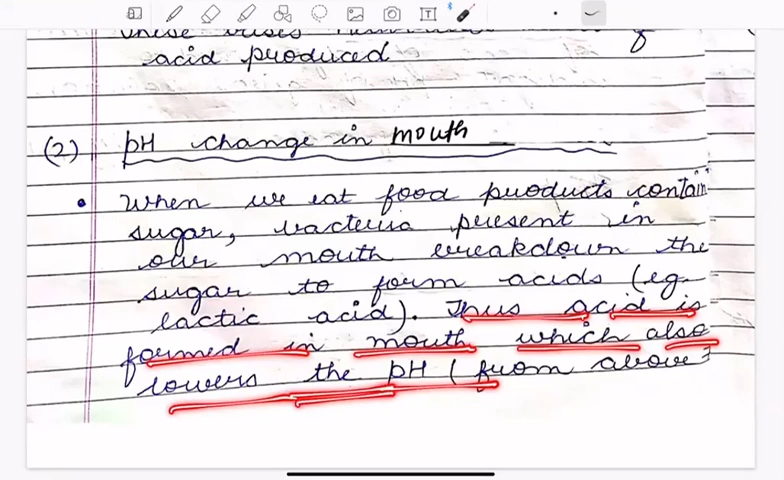 acid produced
(2) pH change in mouth
• When we eat food products contain
sugar, bacteria present in
our mouth breakdown the
sugar to form acids (eg-
lactic acid). Thus acid is
formed in mouth which also
lowers the pH ( from above